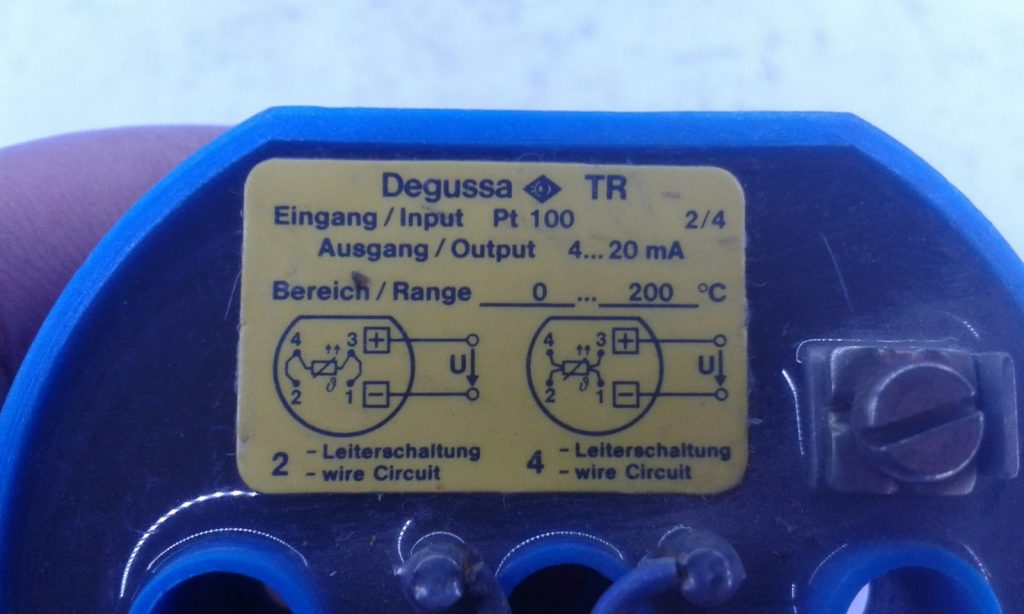 Degussa TR
Eingang / Input Pt 100 2/4
Ausgang / Output 4... 20 mA
Bereich / Range 0 ... 200 °C
4 3 + U 2 1 - ϑ
4 3 + U 2 1 - ϑ
2 - Leiterschaltung
- wire Circuit
4 - Leiterschaltung
- wire Circuit